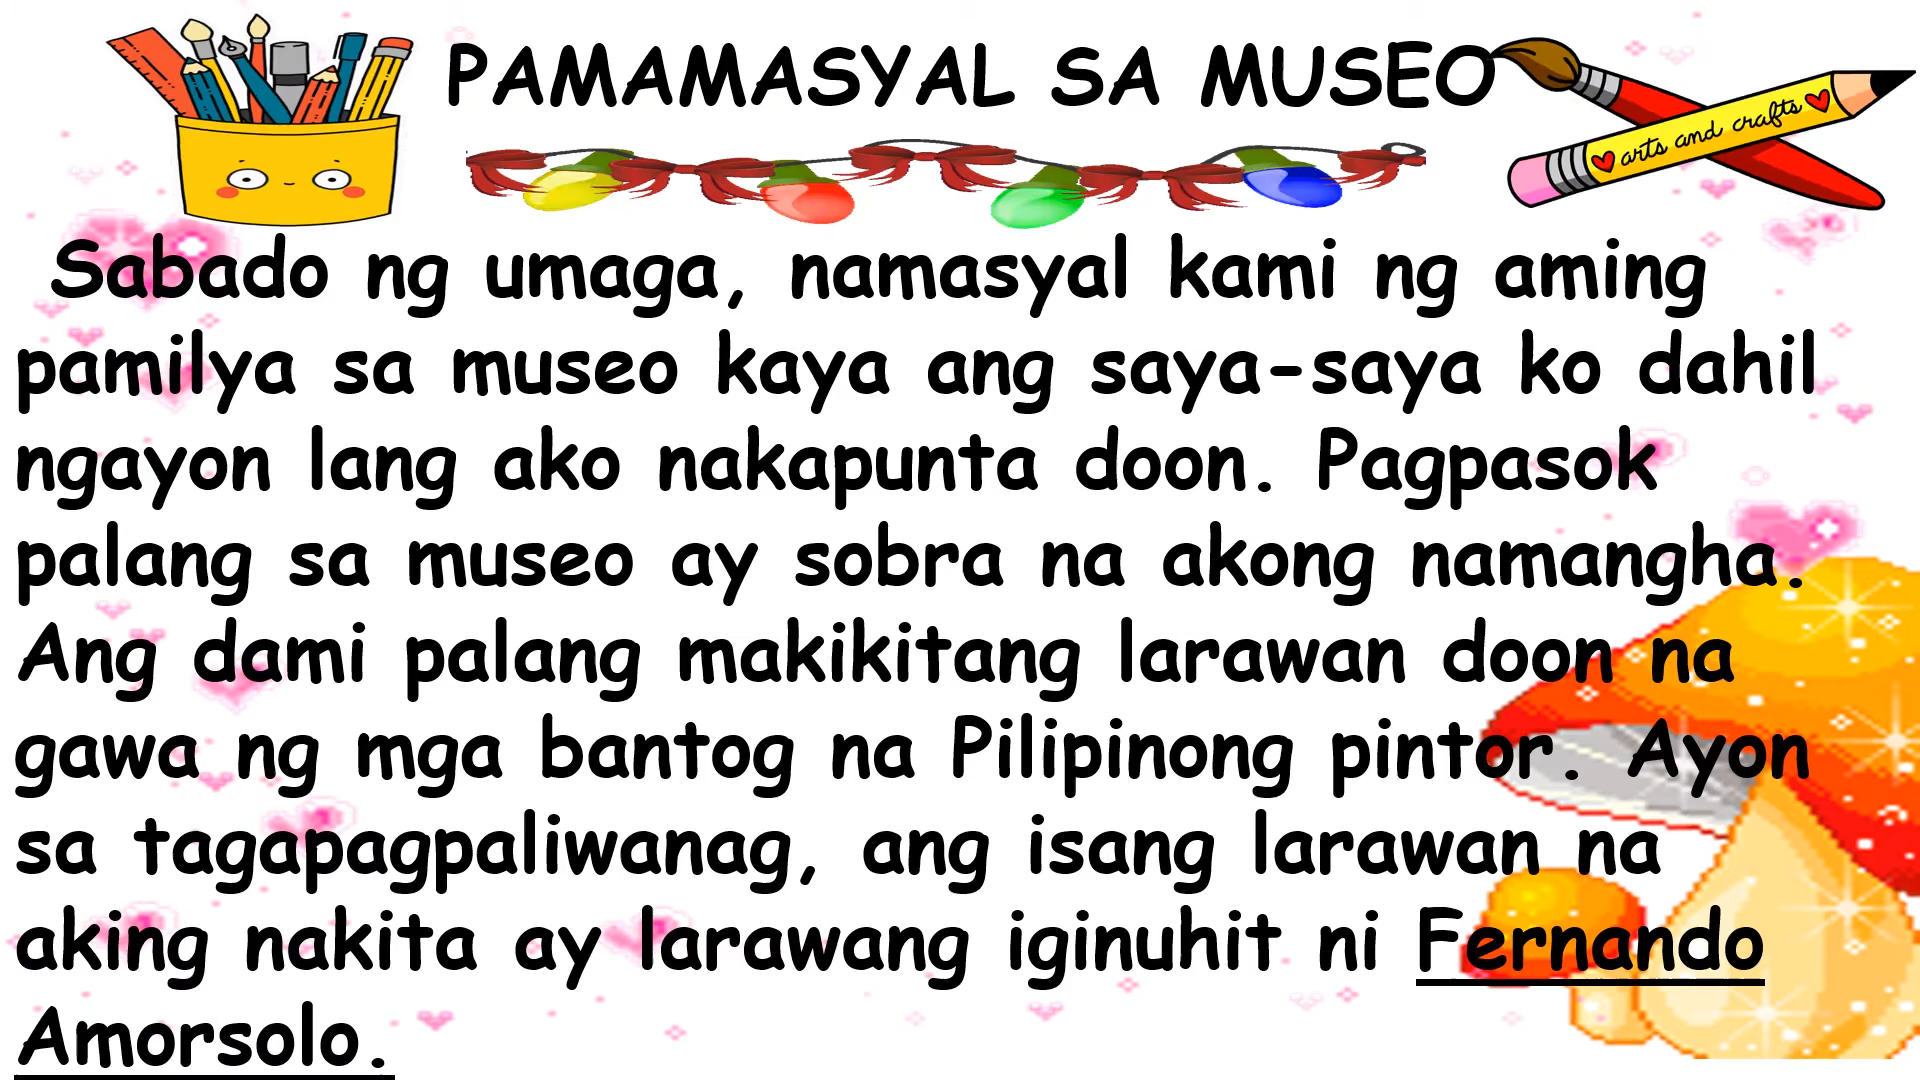 PAMAMASYAL SA MUSEO
arts and crafts
Sabado ng umaga, namasyal kami ng aming
pamilya sa museo kaya ang saya-saya ko dahil
ngayon lang ako nakapunta doon. Pagpasok
palang sa museo ay sobra na akong namangha.
Ang dami palang makikitang larawan doon na
gawa ng mga bantog na Pilipinong pintor. Ayon
sa tagapagpaliwanag, ang isang larawan na
aking nakita ay larawang iginuhit ni Fernando
Amorsolo.